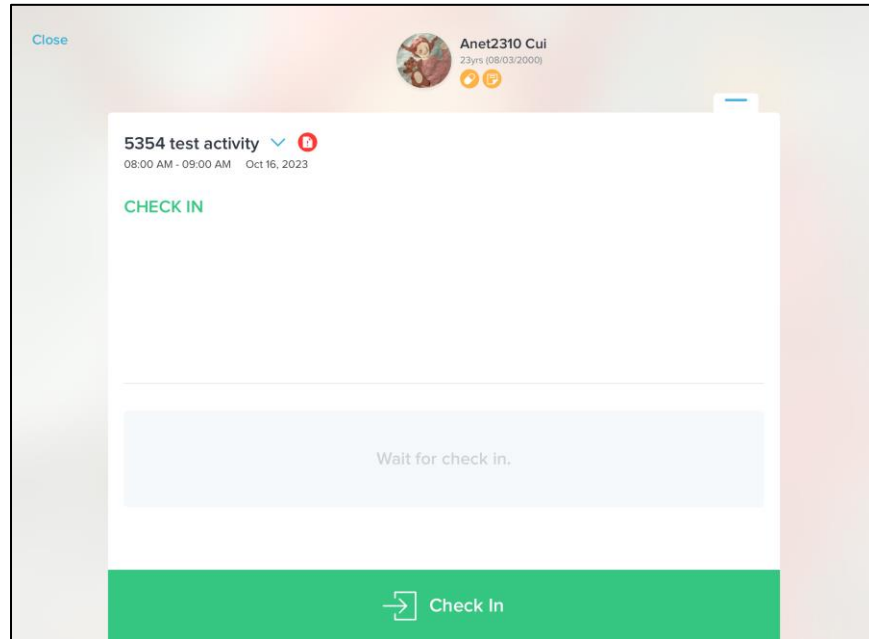 Close
Anet2310 Cui
23yrs (08/03/2000)
5354 test activity
08:00 AM - 09:00 AM Oct 16, 2023
CHECK IN
Wait for check in.
Check In